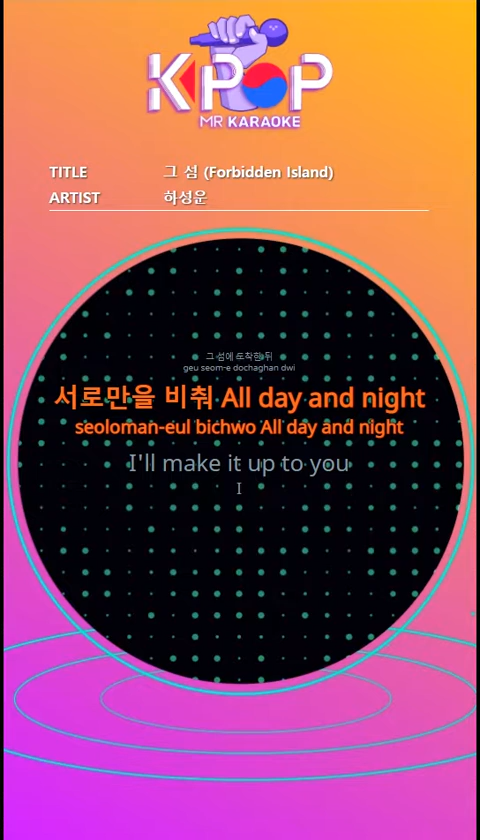 KPOP
MR KARAOKE
TITLE 그 섬 (Forbidden Island)
ARTIST 하성운
그 섬에 도착한 뒤
geu seom-e dochaghan dwi
서로만을 비춰 All day and night
seoloman-eul bichwo All day and night
I'll make it up to you
I